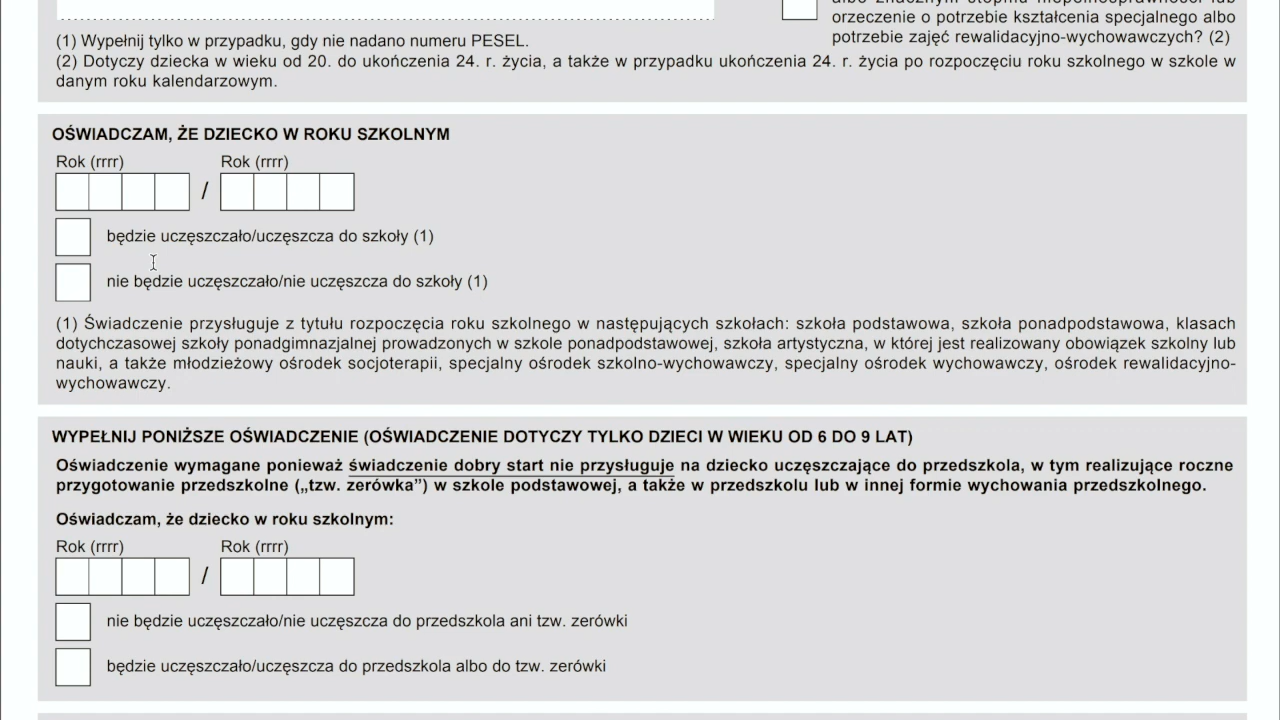 albo znacznym stopniu niepełnosprawności lub
orzeczenie o potrzebie kształcenia specjalnego albo
potrzebie zajęć rewalidacyjno-wychowawczych? (2)
(1) Wypełnij tylko w przypadku, gdy nie nadano numeru PESEL.
(2) Dotyczy dziecka w wieku od 20. do ukończenia 24. r. życia, a także w przypadku ukończenia 24. r. życia po rozpoczęciu roku szkolnego w szkole w
danym roku kalendarzowym.
OŚWIADCZAM, ŻE DZIECKO W ROKU SZKOLNYM
Rok (rrrr) Rok (rrrr)
/
będzie uczęszczało/uczęszcza do szkoły (1)
nie będzie uczęszczało/nie uczęszcza do szkoły (1)
(1) Świadczenie przysługuje z tytułu rozpoczęcia roku szkolnego w następujących szkołach: szkoła podstawowa, szkoła ponadpodstawowa, klasach
dotychczasowej szkoły ponadgimnazjalnej prowadzonych w szkole ponadpodstawowej, szkoła artystyczna, w której jest realizowany obowiązek szkolny lub
nauki, a także młodzieżowy ośrodek socjoterapii, specjalny ośrodek szkolno-wychowawczy, specjalny ośrodek wychowawczy, ośrodek rewalidacyjno-
wychowawczy.
WYPEŁNIJ PONIŻSZE OŚWIADCZENIE (OŚWIADCZENIE DOTYCZY TYLKO DZIECI W WIEKU OD 6 DO 9 LAT)
Oświadczenie wymagane ponieważ świadczenie dobry start nie przysługuje na dziecko uczęszczające do przedszkola, w tym realizujące roczne
przygotowanie przedszkolne („tzw. zerówka”) w szkole podstawowej, a także w przedszkolu lub w innej formie wychowania przedszkolnego.
Oświadczam, że dziecko w roku szkolnym:
Rok (rrrr) Rok (rrrr)
/
nie będzie uczęszczało/nie uczęszcza do przedszkola ani tzw. zerówki
będzie uczęszczało/uczęszcza do przedszkola albo do tzw. zerówki